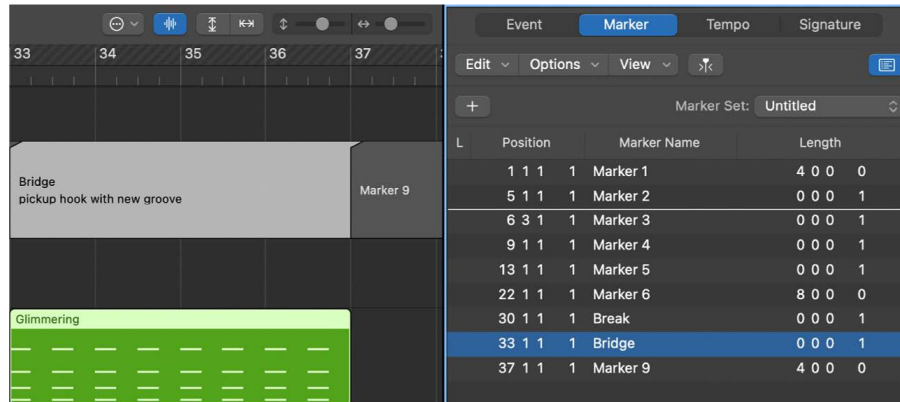 33 34 35 36 37
Bridge
pickup hook with new groove
Marker 9
Glimmering
Event Marker Tempo Signature
Edit Options View
+ Marker Set: Untitled
L Position Marker Name Length
1 1 1 1 Marker 1 4 0 0 0
5 1 1 1 Marker 2 0 0 0 1
6 3 1 1 Marker 3 0 0 0 1
9 1 1 1 Marker 4 0 0 0 1
13 1 1 1 Marker 5 0 0 0 1
22 1 1 1 Marker 6 8 0 0 0
30 1 1 1 Break 0 0 0 1
33 1 1 1 Bridge 0 0 0 1
37 1 1 1 Marker 9 4 0 0 0